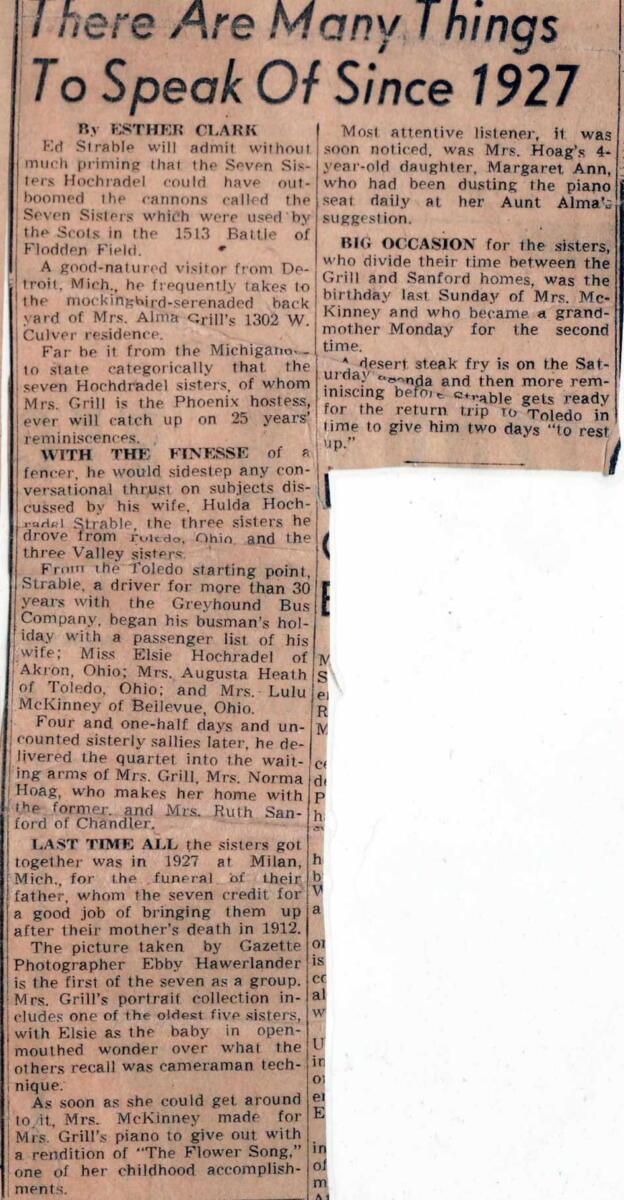 There Are Many Things
To Speak Of Since 1927
By ESTHER CLARK
Ed Strable will admit without
much priming that the Seven Sis-
ters Hochradel could have out-
boomed the cannons called the
Seven Sisters which were used by
the Scots in the 1513 Battle of
Flodden Field.
A good-natured visitor from De-
troit, Mich., he frequently takes to
the mockingbird-serenaded back
yard of Mrs. Alma Grill's 1302 W.
Culver residence.
Far be it from the
to state categorically that the
seven Hochdradel sisters, of whom
Mrs. Grill is the Phoenix hostess,
ever will catch up on 25 years'
reminiscences.
WITH THE FINESSE of a
fencer, he would sidestep any con-
versational thrust on subjects dis-
cussed by his wife, Hulda Hoch-
radel Strable, the three sisters he
drove from Toledo, Ohio, and the
three Valley sisters.
From the Toledo starting point,
Strable, a driver for more than 30
years with the Greyhound Bus
Company, began his busman's hol-
iday with a passenger list of his
wife; Miss Elsie Hochradel of
Akron, Ohio; Mrs. Augusta Heath
of Toledo, Ohio; and Mrs. Lulu
McKinney of Bellevue, Ohio.
Four and one-half days and un-
counted sisterly sallies later, he de-
livered the quartet into the wait-
ing arms of Mrs. Grill, Mrs. Norma
Hoag, who makes her home with
the former, and Mrs. Ruth San-
ford of Chandler.
LAST TIME ALL the sisters got
together was in 1927 at Milan,
Mich., for the funeral of their
father, whom the seven credit for
a good job of bringing them up
after their mother's death in 1912.
The picture taken by Gazette
Photographer Ebby Hawerlander
is the first of the seven as a group.
Mrs. Grill's portrait collection in-
cludes one of the oldest five sisters,
with Elsie as the baby in open-
mouthed wonder over what the
others recall was cameraman tech-
nique.
As soon as she could get around
to it, Mrs. McKinney made for
Mrs. Grill's piano to give out with
a rendition of "The Flower Song,"
one of her childhood accomplish-
ments.
Most attentive listener, it was
soon noticed, was Mrs. Hoag's 4-
year-old daughter, Margaret Ann,
who had been dusting the piano
seat daily at her Aunt Alma's
suggestion.
BIG OCCASION for the sisters,
who divide their time between the
Grill and Sanford homes, was the
birthday last Sunday of Mrs. Mc-
Kinney and who became a grand-
mother Monday for the second
time.
A desert steak fry is on the Sat-
urday agenda and then more rem-
iniscing before Strable gets ready
for the return trip to Toledo in
time to give him two days "to rest
up."